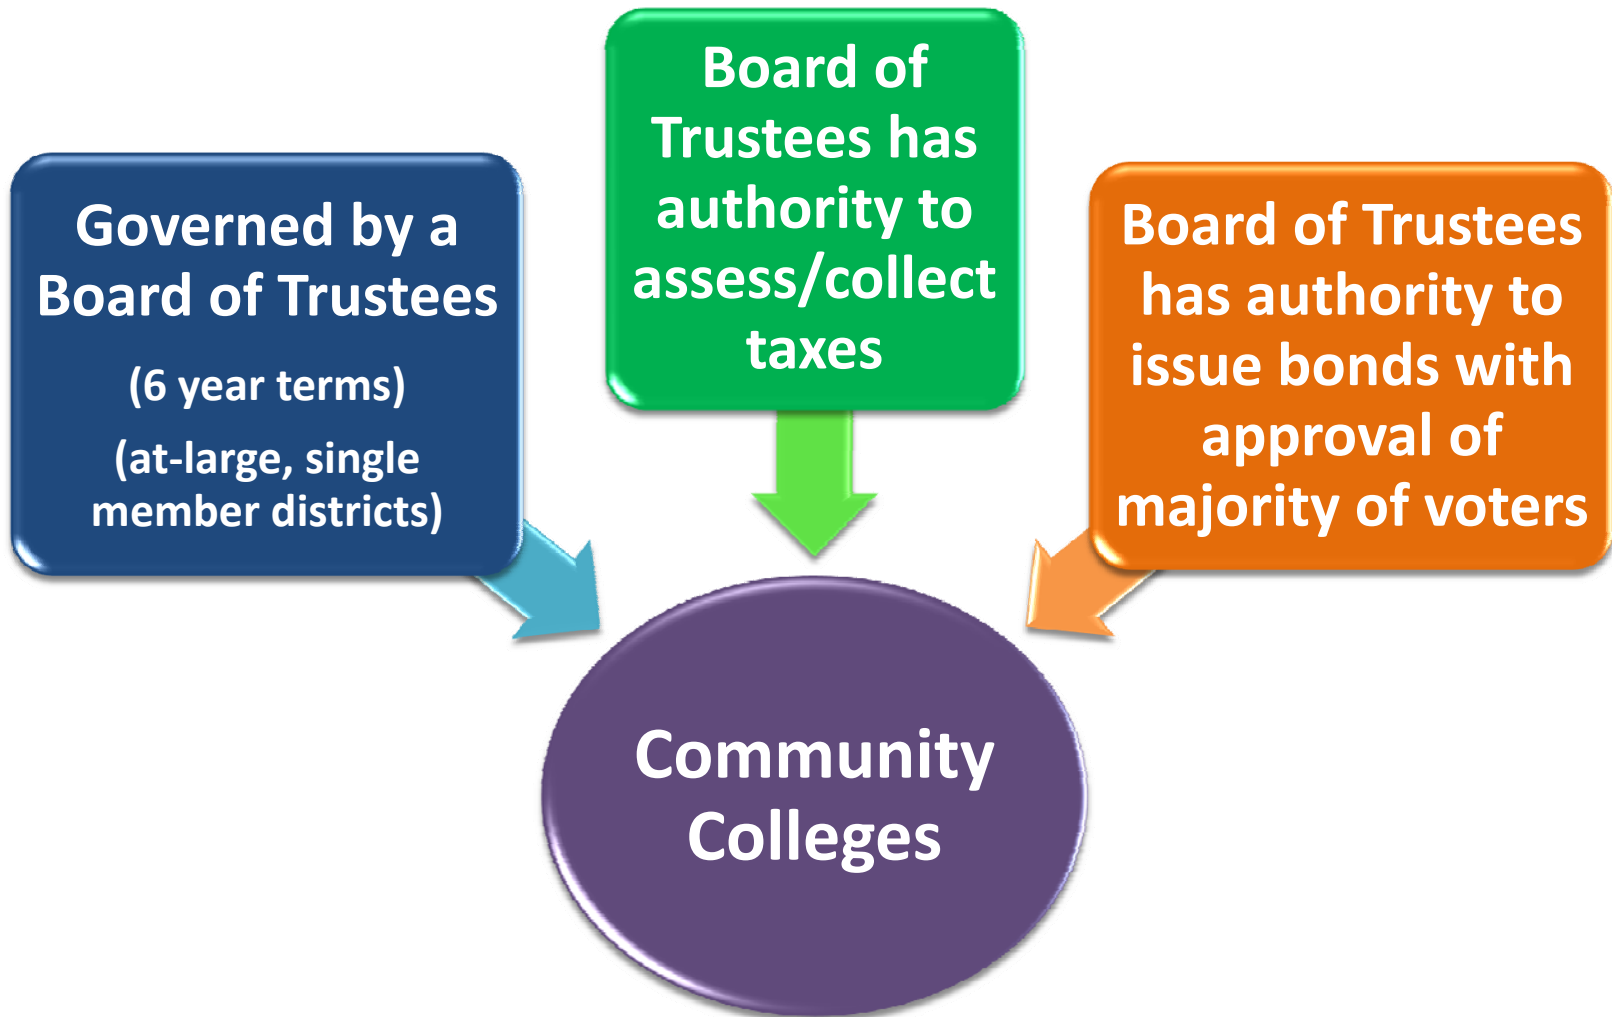 Governed by a
Board of Trustees
(6 year terms)
(at-large, single
member districts)
Board of
Trustees has
authority to
assess/collect
taxes
Board of Trustees
has authority to
issue bonds with
approval of
majority of voters
Community
Colleges